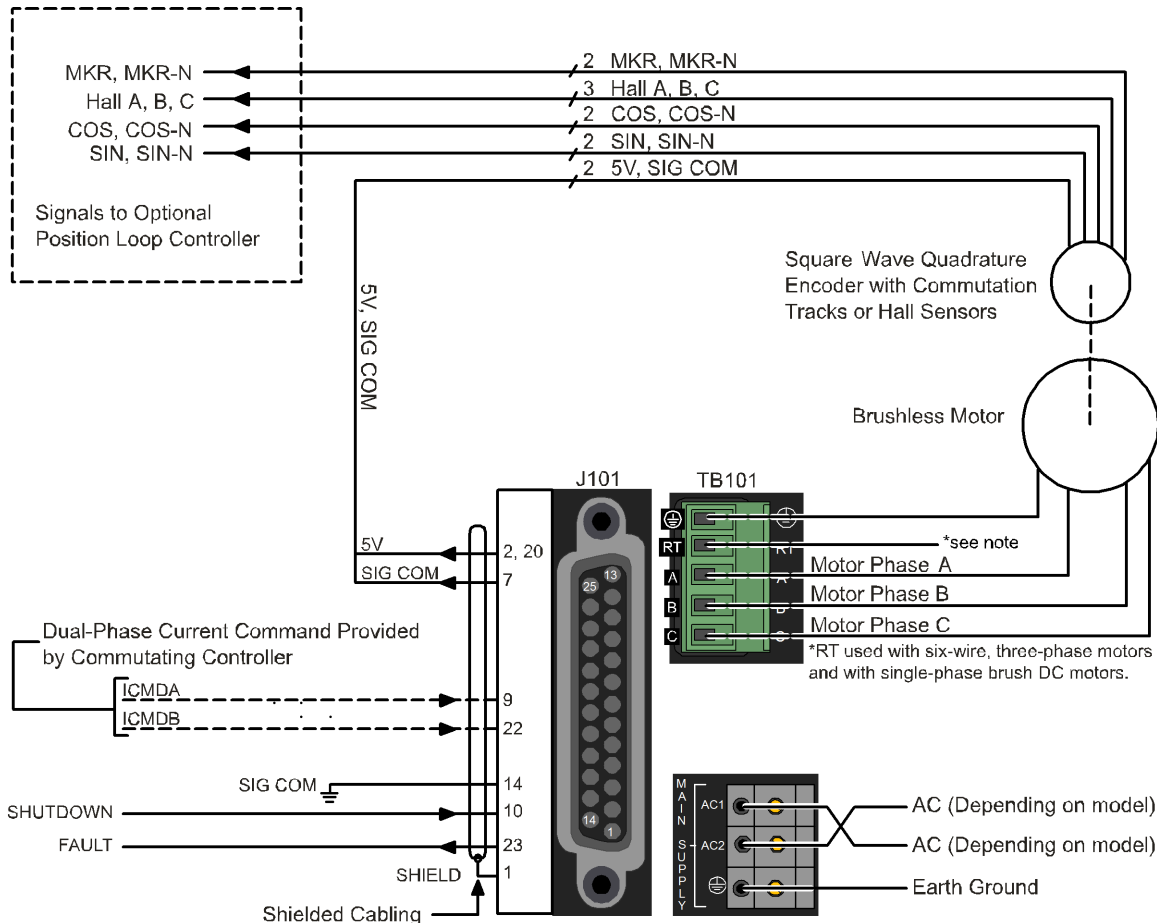 MKR, MKR-N
2 MKR, MKR-N
Hall A, B, C
3 Hall A, B, C
COS, COS-N
2 COS, COS-N
SIN, SIN-N
2 SIN, SIN-N
2 5V, SIG COM
Signals to Optional
Position Loop Controller
Square Wave Quadrature
Encoder with Commutation
Tracks or Hall Sensors
5V, SIG COM
Brushless Motor
J101
TB101
5V
2, 20
SIG COM
7
13
25
RT
RT
*see note
A
A
Motor Phase A
B
B
Motor Phase B
C
C
Motor Phase C
*RT used with six-wire, three-phase motors
and with single-phase brush DC motors.
Dual-Phase Current Command Provided
by Commutating Controller
ICMDA
9
ICMDB
22
SIG COM
14
SHUTDOWN
10
FAULT
23
SHIELD
1
Shielded Cabling
14
1
MAIN SUPPLY
AC1
AC2
AC (Depending on model)
AC (Depending on model)
Earth Ground